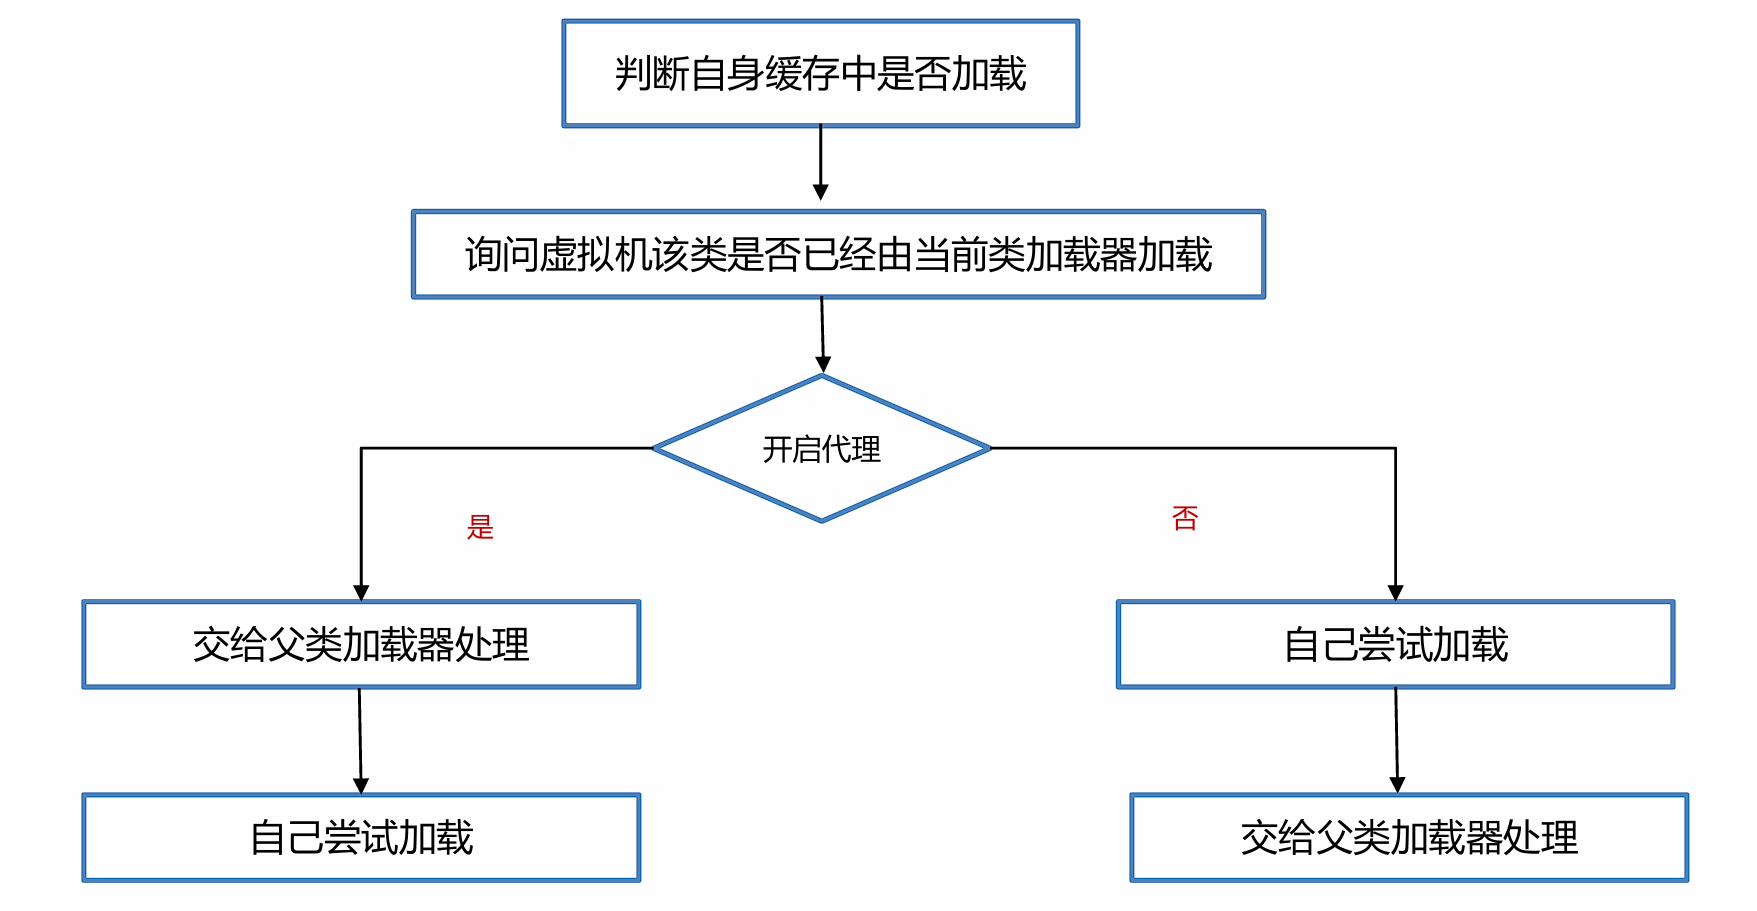 判断自身缓存中是否加载
询问虚拟机该类是否已经由当前类加载器加载
开启代理
是
否
交给父类加载器处理
自己尝试加载
自己尝试加载
交给父类加载器处理